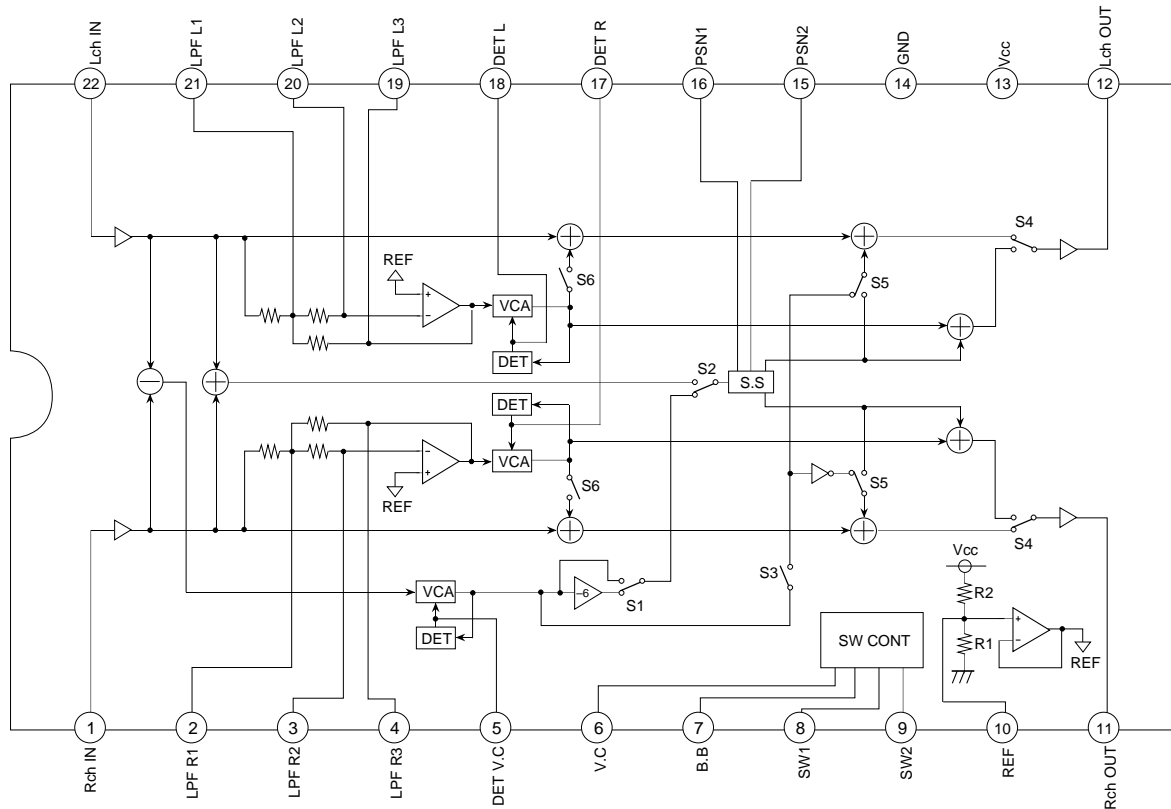 Lch IN
LPF L1
LPF L2
LPF L3
DET L
DET R
PSN1
PSN2
GND
Vcc
Lch OUT
22
21
20
19
18
17
16
15
14
13
12
REF
+
−
VCA
DET
S6
S5
S4
S2
S.S
DET
VCA
−
+
REF
S6
S5
S4
S3
VCA
DET
−6
S1
SW CONT
Vcc
R2
R1
+
−
REF
1
2
3
4
5
6
7
8
9
10
11
Rch IN
LPF R1
LPF R2
LPF R3
DET V.C
V.C
B.B
SW1
SW2
REF
Rch OUT